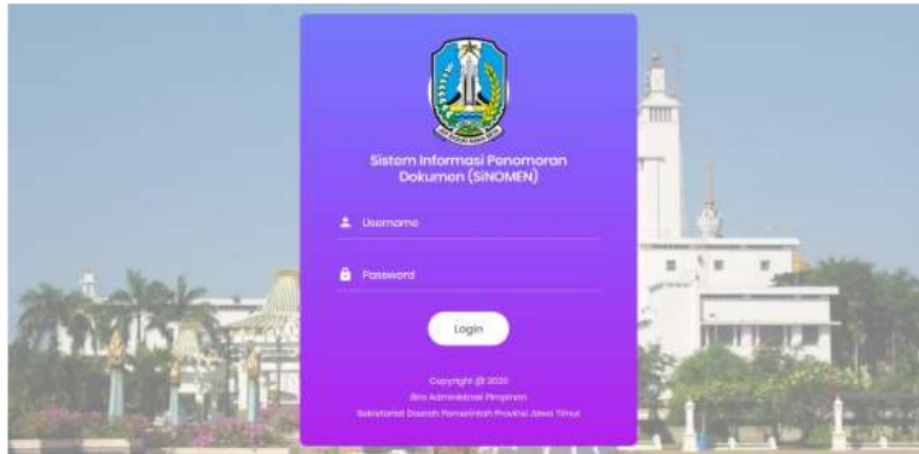 Sistem Informasi Penomoran
Dokumen (SiNOMEN)
Username
Password
Login
Copyright @ 2020
Biro Administrasi Pimpinan
Sekretariat Daerah Pemerintah Provinsi Jawa Timur